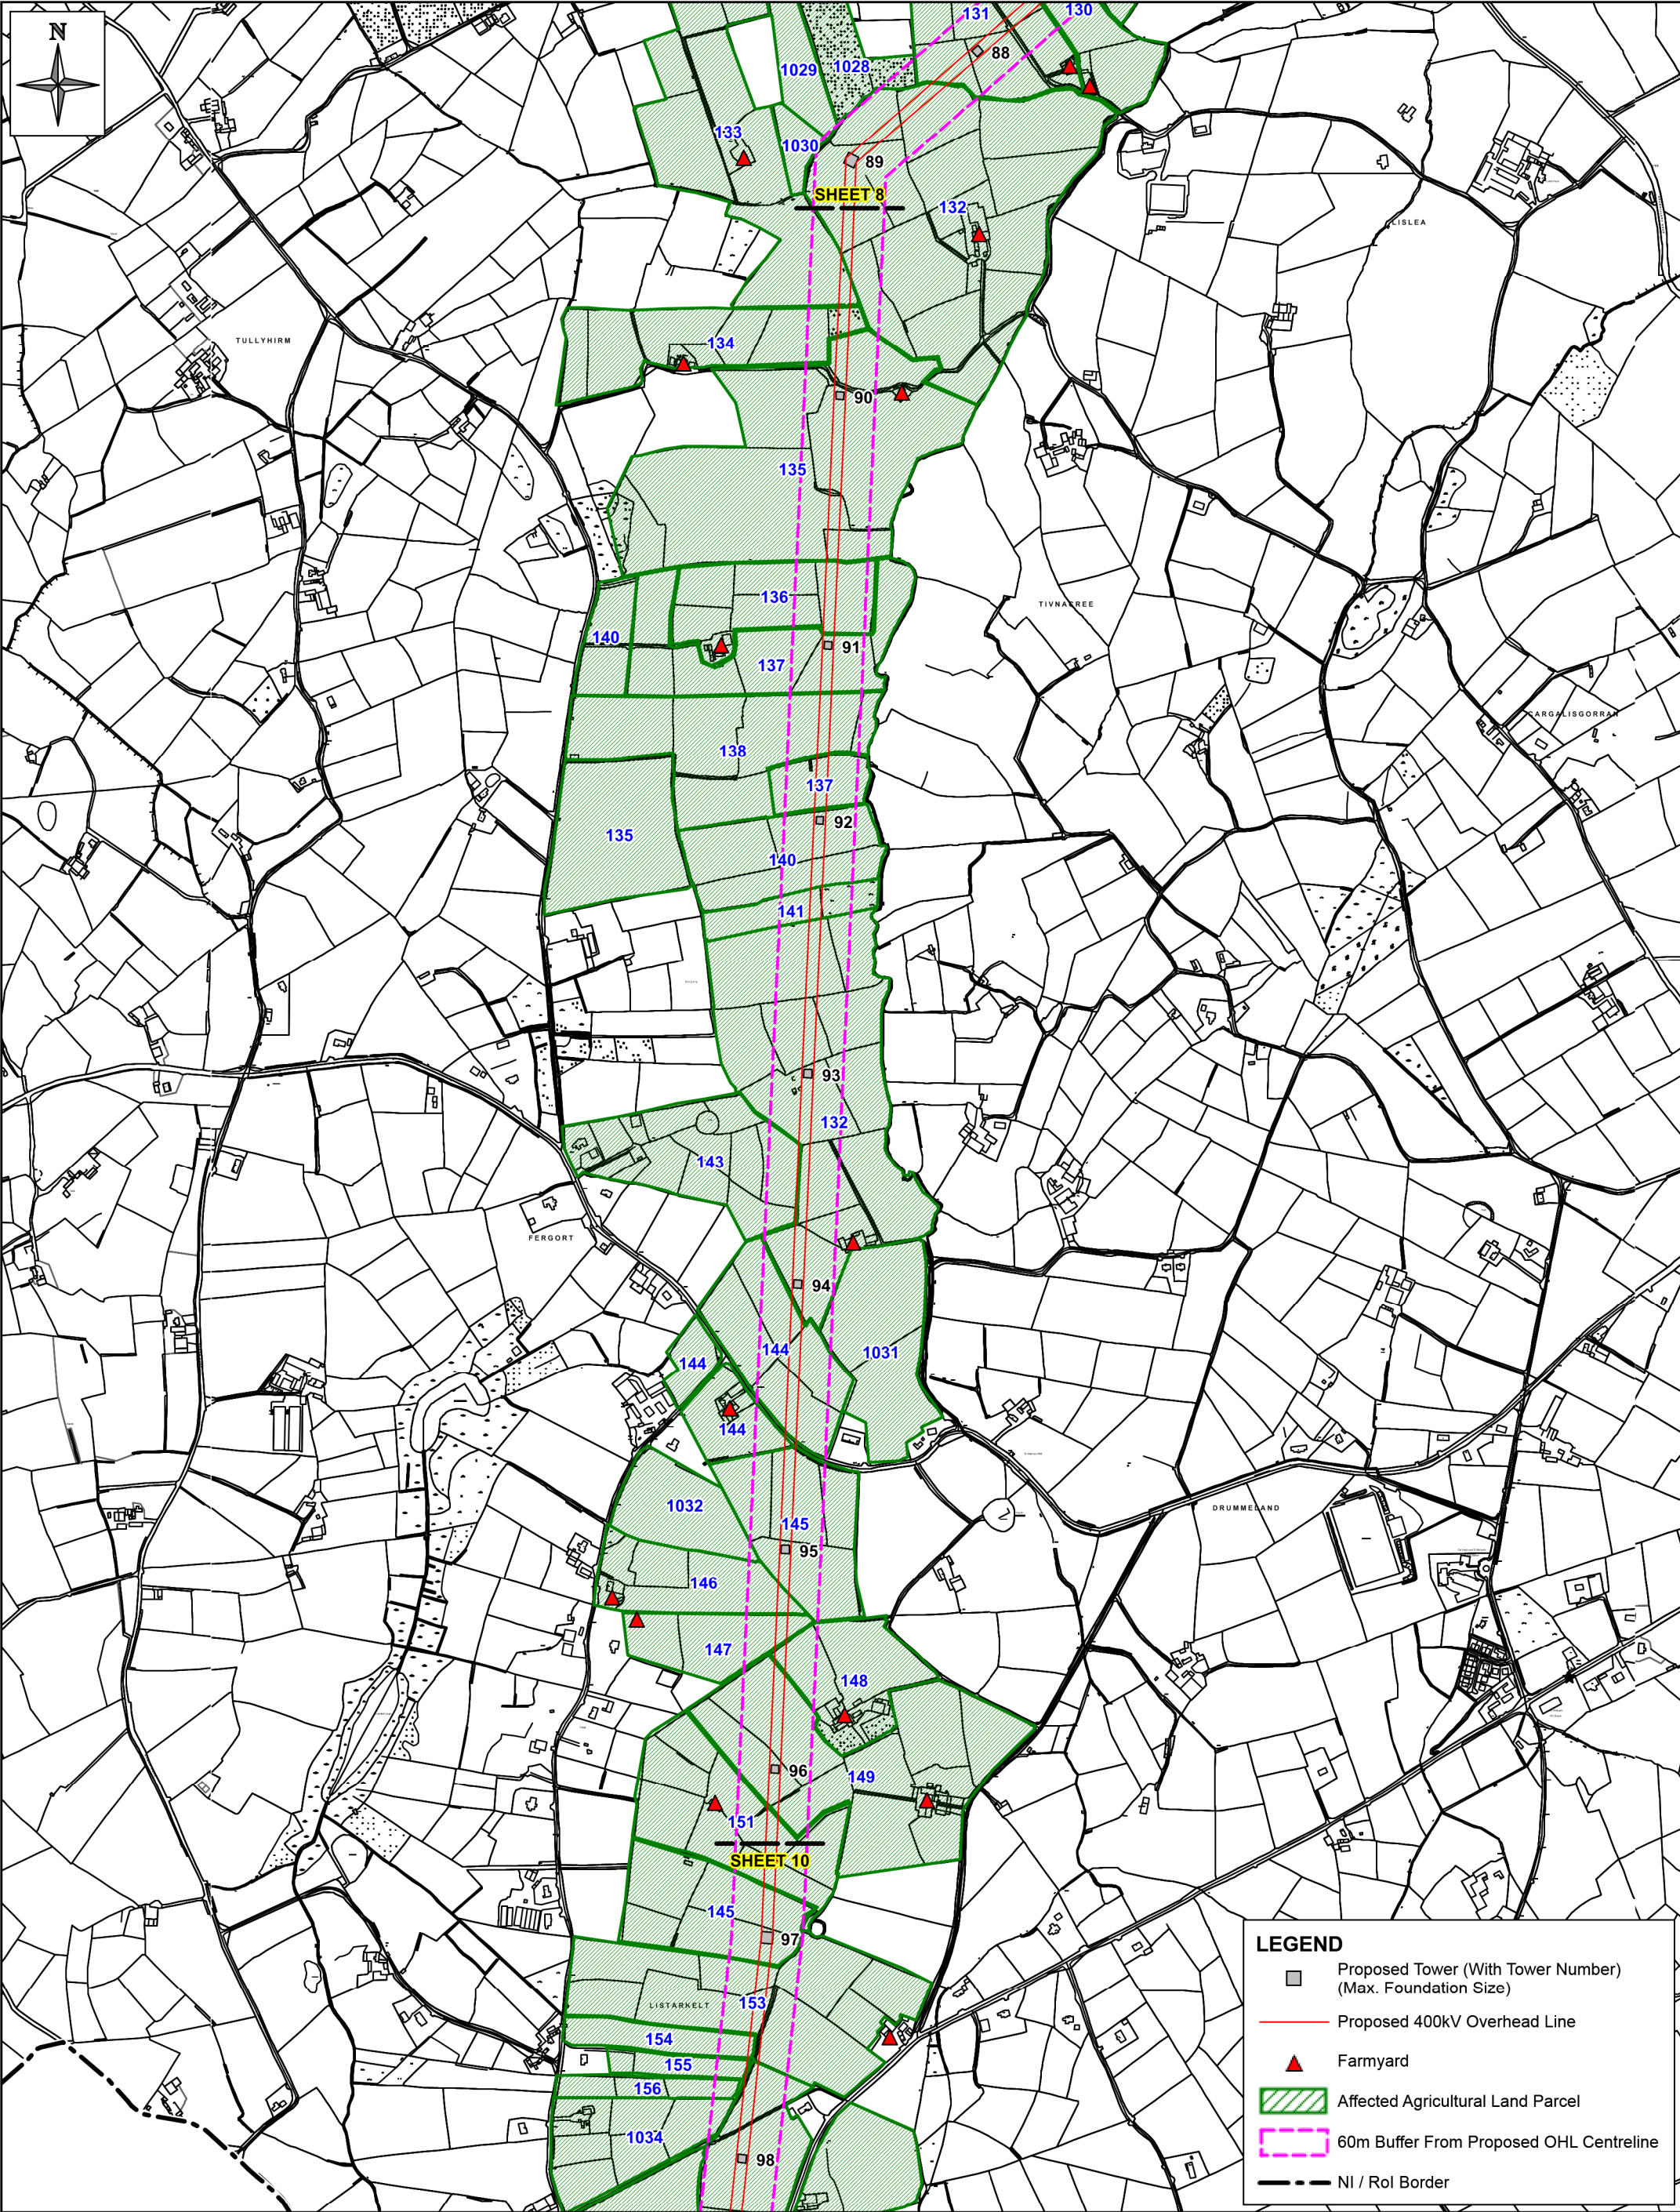 N
131
130
88
1029
1028
133
1030
89
SHEET 8
132
LISLEA
TULLYHIRM
134
90
135
136
TIVNACREE
140
91
137
CARGALISGORRAN
138
137
135
92
140
141
93
132
143
FERGORT
94
144
1031
144
144
1032
DRUMMELAND
145
95
146
147
148
96
149
151
SHEET 10
145
97
LISTARKELT
153
154
155
156
1034
98
LEGEND
Proposed Tower (With Tower Number)
(Max. Foundation Size)
Proposed 400kV Overhead Line
Farmyard
Affected Agricultural Land Parcel
60m Buffer From Proposed OHL Centreline
NI / RoI Border